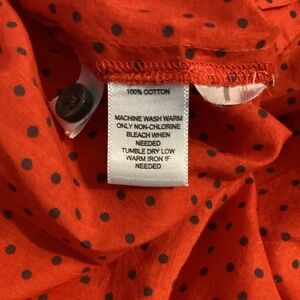 100% COTTON
MACHINE WASH WARM
ONLY NON-CHLORINE
BLEACH WHEN
NEEDED
TUMBLE DRY LOW
WARM IRON IF
NEEDED